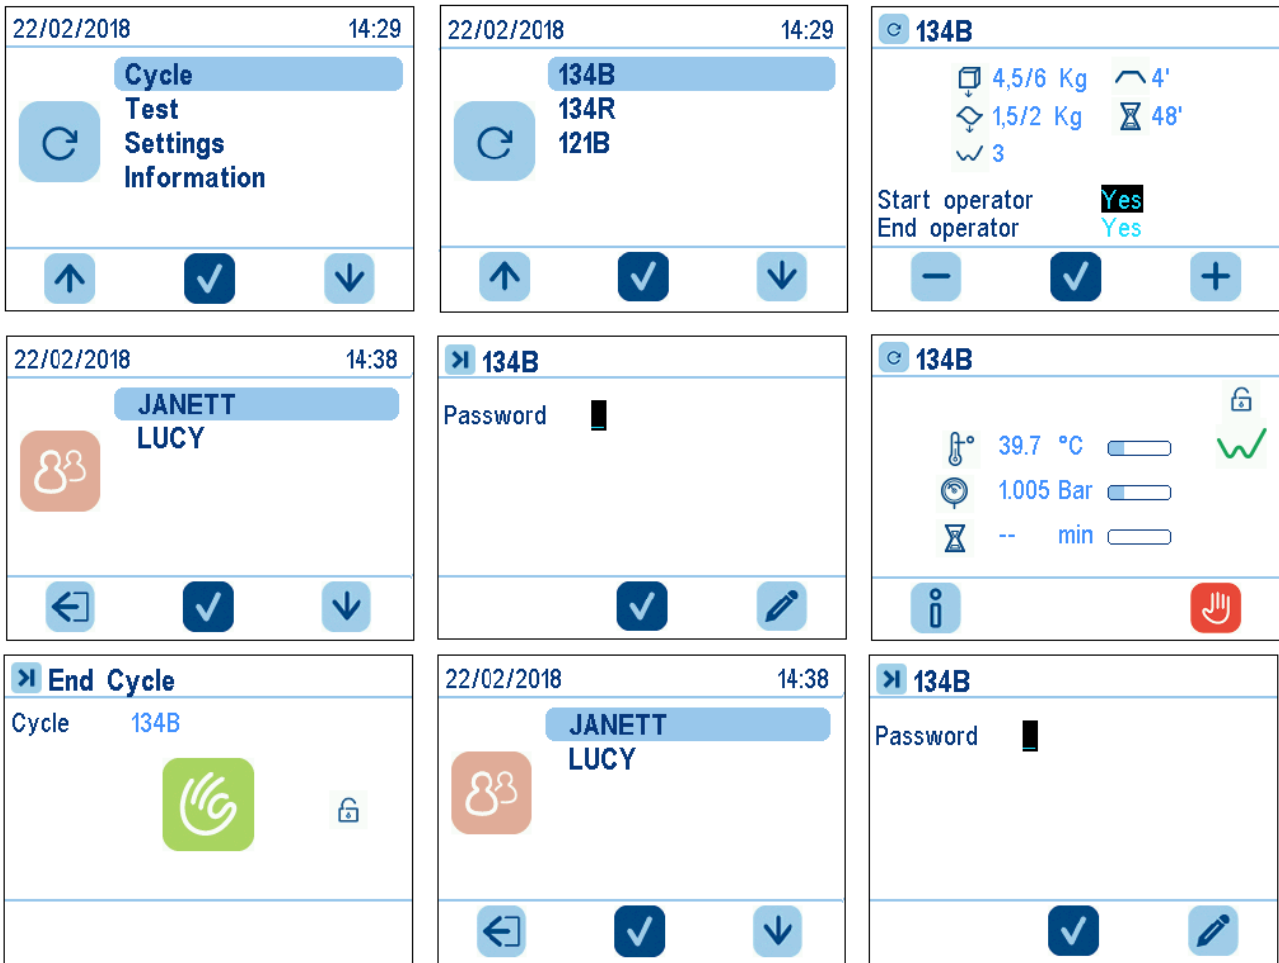 22/02/2018 14:29
Cycle
Test
Settings
Information
22/02/2018 14:29
134B
134R
121B
134B
4,5/6 Kg 4'
1,5/2 Kg 48'
3
Start operator Yes
End operator Yes
22/02/2018 14:38
JANETT
LUCY
134B
Password _
134B
39.7 °C
1.005 Bar
-- min
End Cycle
Cycle 134B
22/02/2018 14:38
JANETT
LUCY
134B
Password _